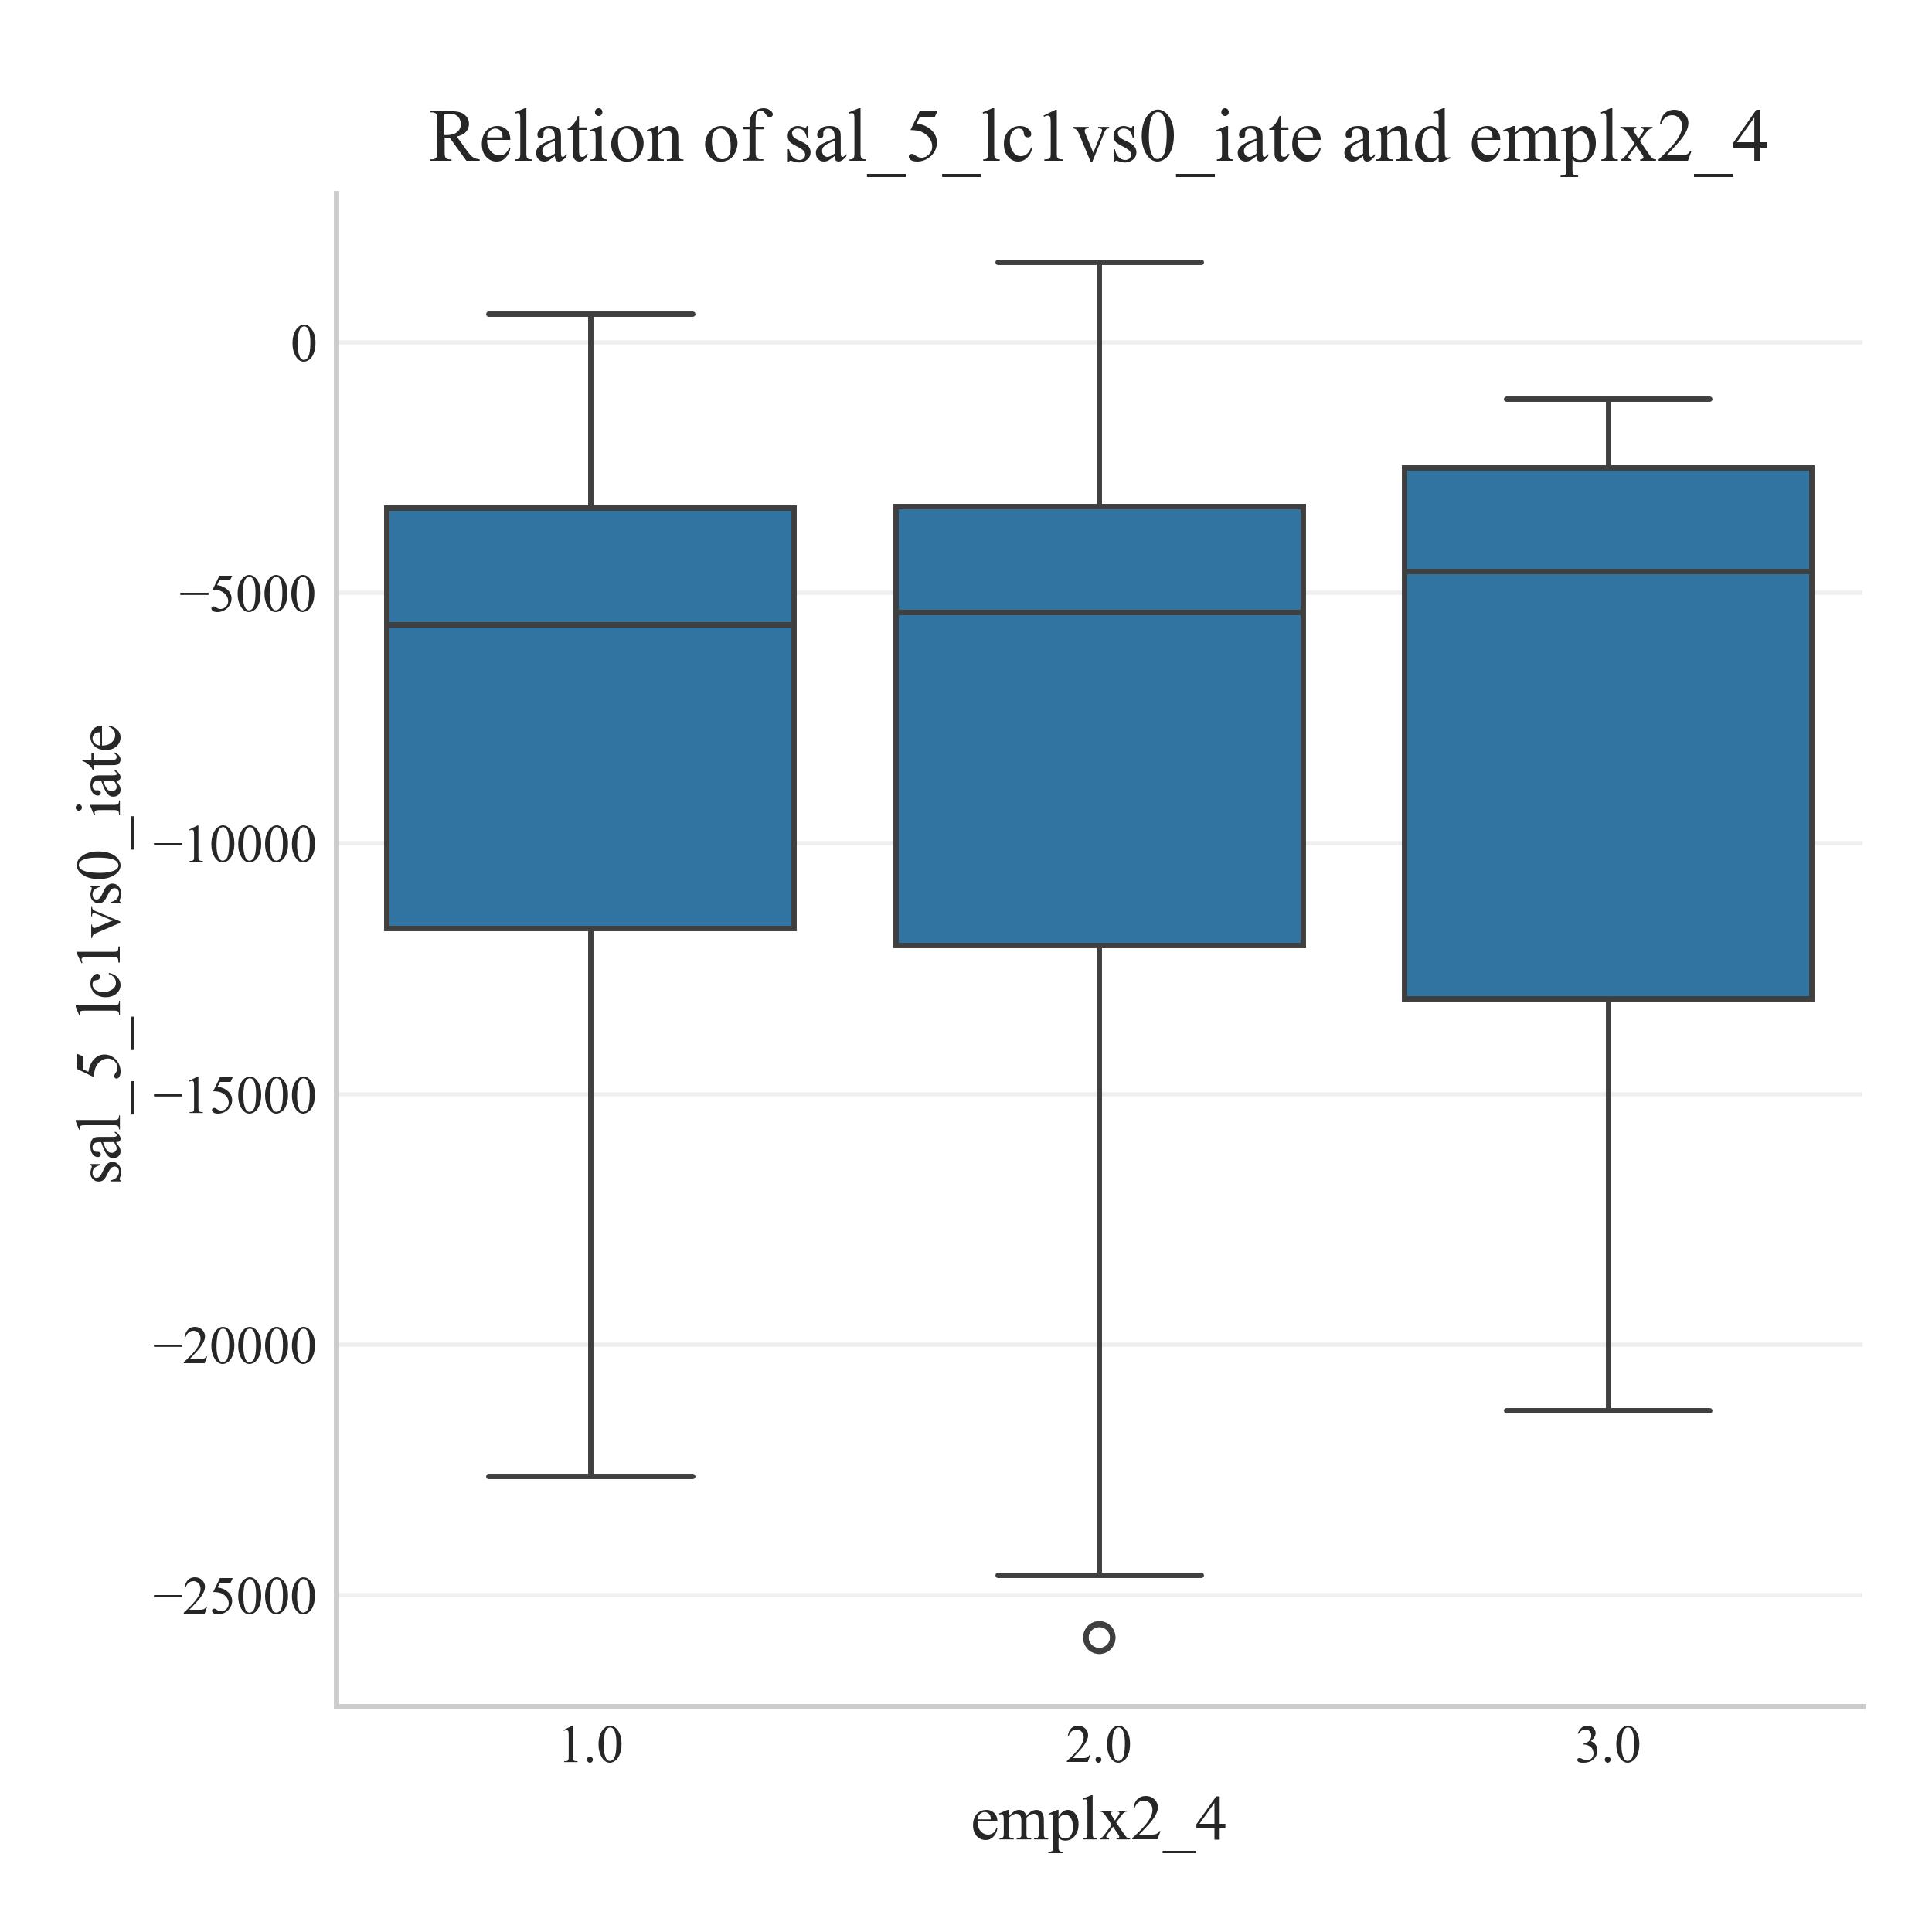 Relation of sal_5_lc1vs0_iate and emplx2_4
sal_5_lc1vs0_iate
0
−5000
−10000
−15000
−20000
−25000
1.0 2.0 3.0
emplx2_4